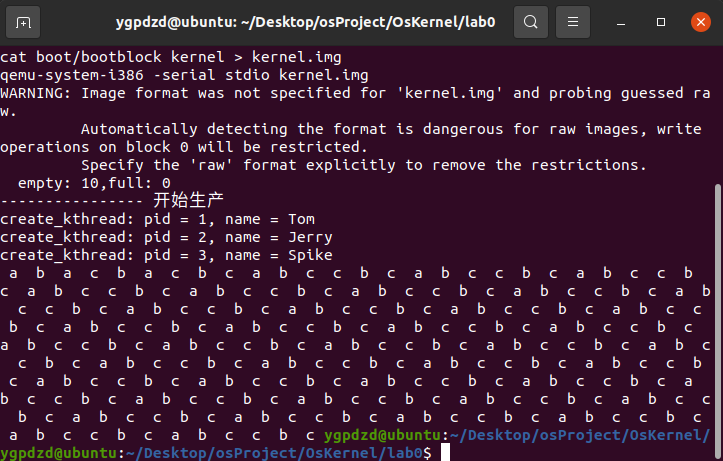 ygpdzd@ubuntu: ~/Desktop/osProject/OsKernel/lab0
cat boot/bootblock kernel > kernel.img
qemu-system-i386 -serial stdio kernel.img
WARNING: Image format was not specified for 'kernel.img' and probing guessed ra
w.
         Automatically detecting the format is dangerous for raw images, write
operations on block 0 will be restricted.
         Specify the 'raw' format explicitly to remove the restrictions.
  empty: 10,full: 0
---------------- 开始生产
create_kthread: pid = 1, name = Tom
create_kthread: pid = 2, name = Jerry
create_kthread: pid = 3, name = Spike
 a  b  a  c  b  a  c  b  c  a  b  c  c  b  c  a  b  c  c  b  c  a  b  c  c  b
c  a  b  c  c  b  c  a  b  c  c  b  c  a  b  c  c  b  c  a  b  c  c  b  c  a  b
  c  c  b  c  a  b  c  c  b  c  a  b  c  c  b  c  a  b  c  c  b  c  a  b  c  c
 b  c  a  b  c  c  b  c  a  b  c  c  b  c  a  b  c  c  b  c  a  b  c  c  b  c
a  b  c  c  b  c  a  b  c  c  b  c  a  b  c  c  b  c  a  b  c  c  b  c  a  b  c
  c  b  c  a  b  c  c  b  c  a  b  c  c  b  c  a  b  c  c  b  c  a  b  c  c  b
 c  a  b  c  c  b  c  a  b  c  c  b  c  a  b  c  c  b  c  a  b  c  c  b  c  a
b  c  c  b  c  a  b  c  c  b  c  a  b  c  c  b  c  a  b  c  c  b  c  a  b  c  c
  b  c  a  b  c  c  b  c  a  b  c  c  b  c  a  b  c  c  b  c  a  b  c  c  b  c
 a  b  c  c  b  c  a  b  c  c  b  c ygpdzd@ubuntu:~/Desktop/osProject/OsKernel/
ygpdzd@ubuntu:~/Desktop/osProject/OsKernel/lab0$